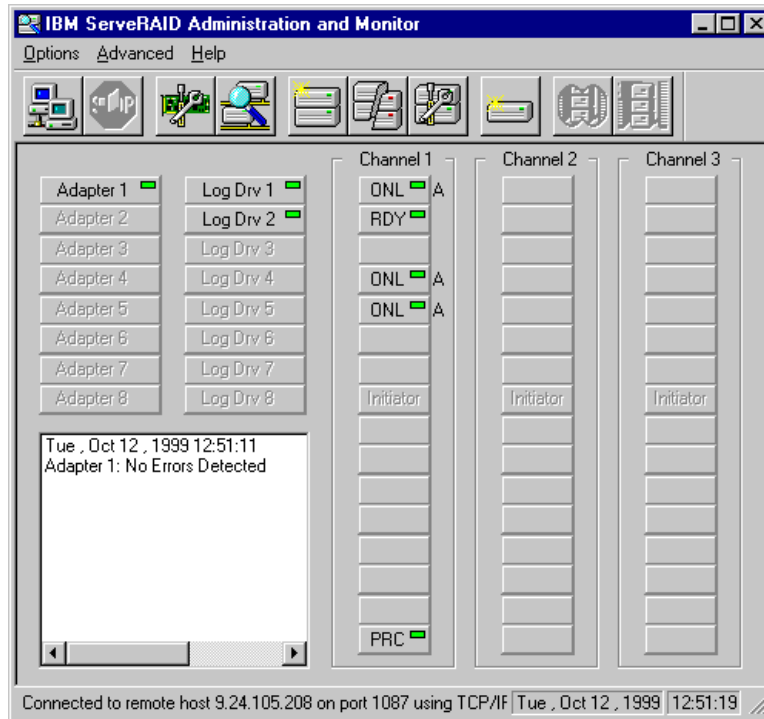 IBM ServeRAID Administration and Monitor
Options Advanced Help
Channel 1 Channel 2 Channel 3
Adapter 1 Log Drv 1 ONL A
Adapter 2 Log Drv 2 RDY
Adapter 3 Log Drv 3
Adapter 4 Log Drv 4 ONL A
Adapter 5 Log Drv 5 ONL A
Adapter 6 Log Drv 6
Adapter 7 Log Drv 7
Adapter 8 Log Drv 8 Initiator Initiator Initiator
Tue , Oct 12 , 1999 12:51:11
Adapter 1: No Errors Detected
PRC
Connected to remote host 9.24.105.208 on port 1087 using TCP/IF Tue , Oct 12 , 1999 12:51:19